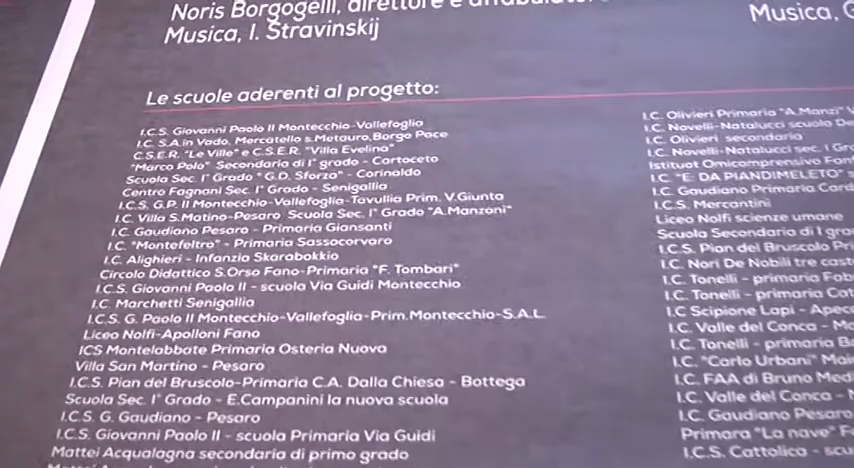 Noris Borgogelli, direttore e
Musica, I. Stravinskij
Musica,
Le scuole aderenti al progetto:
I.C.S. Giovanni Paolo II Montecchio-Vallefoglia
I.C. S.A.in Vado, Mercatello s.Metauro,Borgo Pace
C.S.E.R. "Le Ville" e C.S.E.R. "Villa Evelina"
"Marco Polo" Secondaria di I° grado - Cartoceto
Scuola Sec. I° Grado "G.D. Sforza" - Corinaldo
Centro Fagnani Sec. I° Grado - Senigallia
I.C.S. G.P. II Montecchio-Vallefoglia-Tavullia Prim. V.Giunta
I.C. Villa S.Matino-Pesaro Scuola Sec. I° Grado "A.Manzoni"
I.C. Gaudiano Pesaro - Primaria Giansanti
I.C. "Montefeltro" - Primaria Sassocorvaro
I.C. Alighieri - Infanzia Skarabokkio
Circolo Didattico S.Orso Fano-Primaria "F. Tombari"
I.C.S. Giovanni Paolo II - scuola Via Guidi Montecchio
I.C. Marchetti Senigallia
I.C.S. G. Paolo II Montecchio-Vallefoglia-Prim.Montecchio-S.A.L.
Liceo Nolfi-Apolloni Fano
ICS Montelabbate Primaria Osteria Nuova
Villa San Martino - Pesaro
I.C.S. Pian del Bruscolo-Primaria C.A. Dalla Chiesa - Bottega
Scuola Sec. I° Grado - E.Campanini la nuova scuola
I.C.S. G. Gaudiano - Pesaro
I.C.S. Giovanni Paolo II - scuola Primaria Via Guidi
Mattei Acqualagna secondaria di primo grado
I.C. Olivieri Primaria "A.Manzi"
I.C. Novelli-Natalucci scuola
I.C. Olivieri secondaria
I.C. Novelli-Natalucci sec. I
Istituot Omicomprensivo
I.C. "E. DA PIANDIMELETO"
I.C. Gaudiano Primaria
I.C.S. Mercantini
Liceo Nolfi scienze umane
Scuola Secondaria di I
I.C.S. Pian del Bruscolo
I.C. Nori De Nobili tre
I.C. Tonelli - primaria
I.C. Tonelli - primaria
I.C Scipione Lapi -
I.C. Valle del Conca -
I.C. Tonelli - primaria
I.C. "Carlo Urbani"
I.C. FAA di Bruno
I.C. Valle del Conca -
I.C. Gaudiano Pesaro
Primara "La nave"
I.C.S. Cattolica -